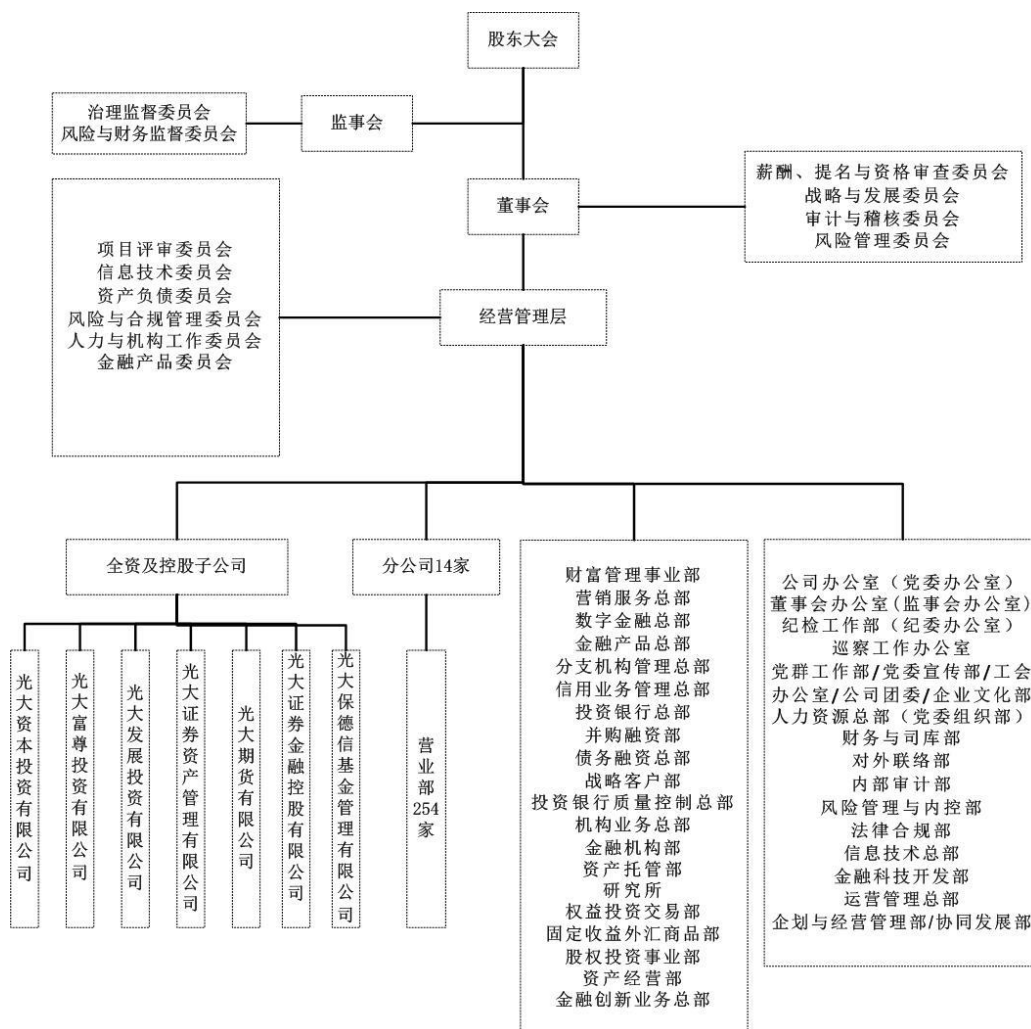 股东大会
治理监督委员会
风险与财务监督委员会
监事会
薪酬、提名与资格审查委员会
战略与发展委员会
审计与稽核委员会
风险管理委员会
董事会
项目评审委员会
信息技术委员会
资产负债委员会
风险与合规管理委员会
人力与机构工作委员会
金融产品委员会
经营管理层
全资及控股子公司
光大资本投资有限公司
光大富尊投资有限公司
光大发展投资有限公司
光大证券资产管理有限公司
光大期货有限公司
光大证券金融控股有限公司
光大保德信基金管理有限公司
分公司14家
营业部254家
财富管理事业部
营销服务总部
数字金融总部
金融产品总部
分支机构管理总部
信用业务管理总部
投资银行总部
并购融资部
债务融资总部
战略客户部
投资银行质量控制总部
机构业务总部
金融机构部
资产托管部
研究所
权益投资交易部
固定收益外汇商品部
股权投资事业部
资产经营部
金融创新业务总部
公司办公室（党委办公室）
董事会办公室(监事会办公室)
纪检工作部（纪委办公室）
巡察工作办公室
党群工作部/党委宣传部/工会
办公室/公司团委/企业文化部
人力资源总部（党委组织部）
财务与司库部
对外联络部
内部审计部
风险管理与内控部
法律合规部
信息技术总部
金融科技开发部
运营管理总部
企划与经营管理部/协同发展部